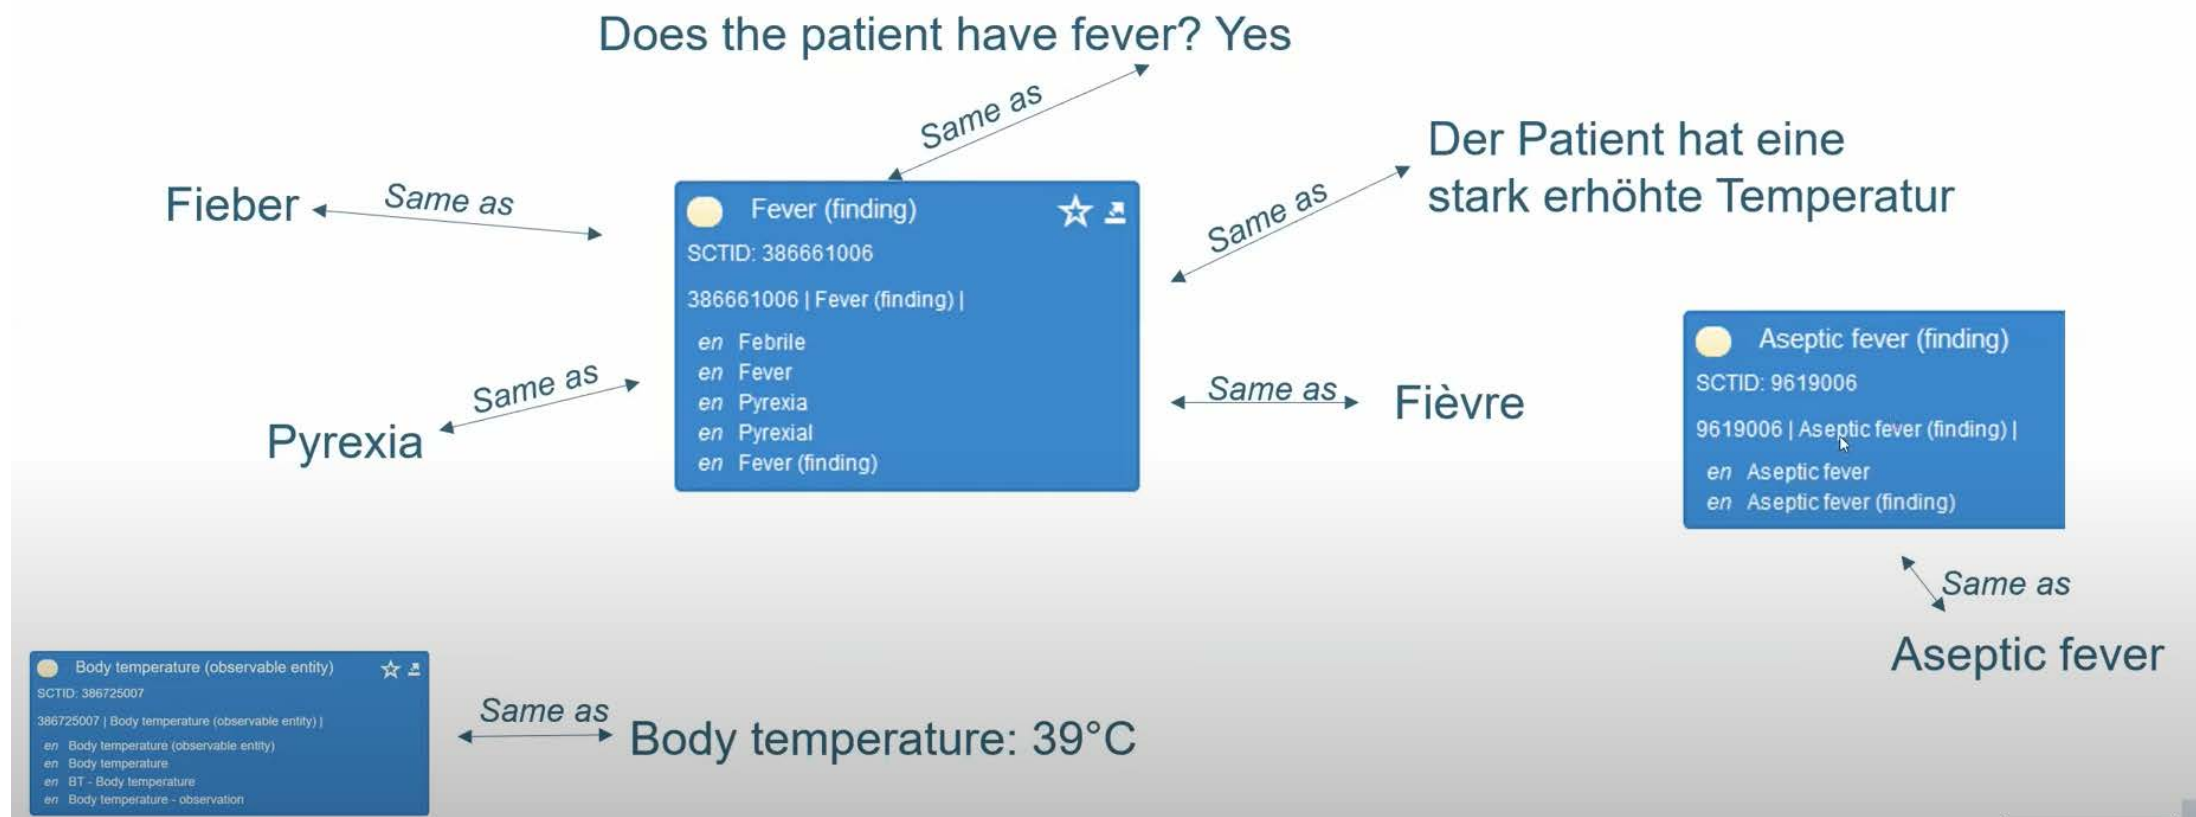 Does the patient have fever? Yes
Same as
Der Patient hat eine
stark erhöhte Temperatur
Same as
Fieber
Same as
Fever (finding)
SCTID: 386661006
386661006 | Fever (finding) |
en Febrile
en Fever
en Pyrexia
en Pyrexial
en Fever (finding)
Same as
Pyrexia
Same as
Fièvre
Aseptic fever (finding)
SCTID: 9619006
9619006 | Aseptic fever (finding) |
en Aseptic fever
en Aseptic fever (finding)
Same as
Aseptic fever
Body temperature (observable entity)
SCTID: 386725007
386725007 | Body temperature (observable entity) |
en Body temperature (observable entity)
en Body temperature
en BT - Body temperature
en Body temperature - observation
Same as
Body temperature: 39°C